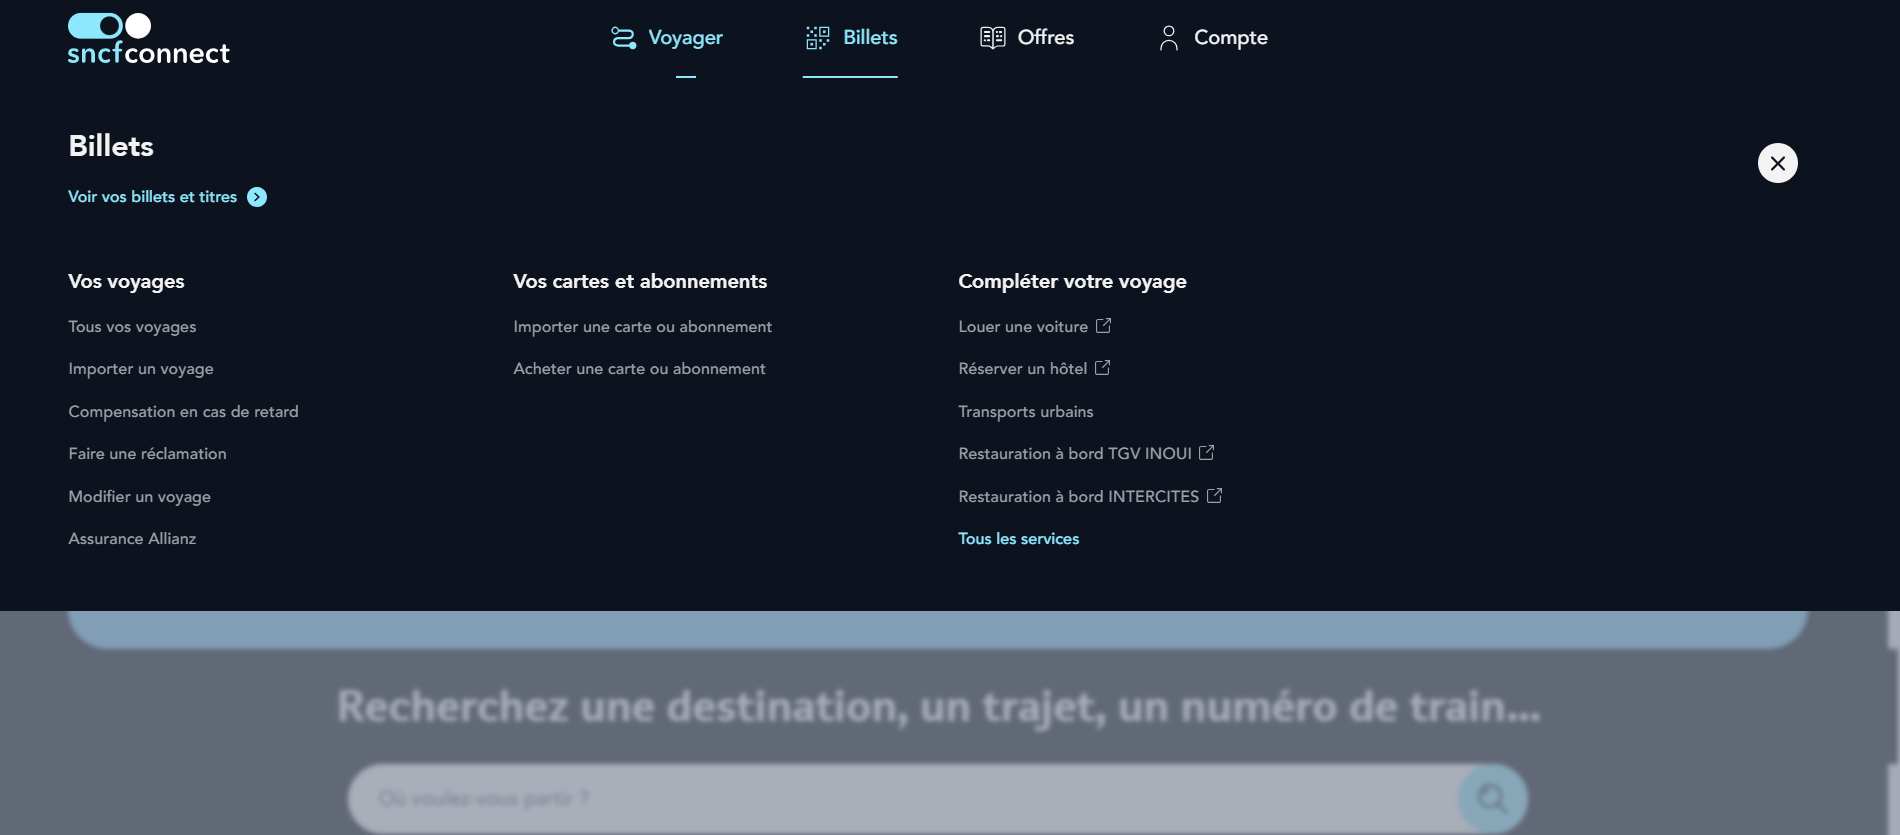 sncfconnect
Voyager
Billets
Offres
Compte
Billets
Voir vos billets et titres
Vos voyages
Tous vos voyages
Importer un voyage
Compensation en cas de retard
Faire une réclamation
Modifier un voyage
Assurance Allianz
Vos cartes et abonnements
Importer une carte ou abonnement
Acheter une carte ou abonnement
Compléter votre voyage
Louer une voiture
Réserver un hôtel
Transports urbains
Restauration à bord TGV INOUI
Restauration à bord INTERCITES
Tous les services
Recherchez une destination, un trajet, un numéro de train...
Où voulez-vous partir ?